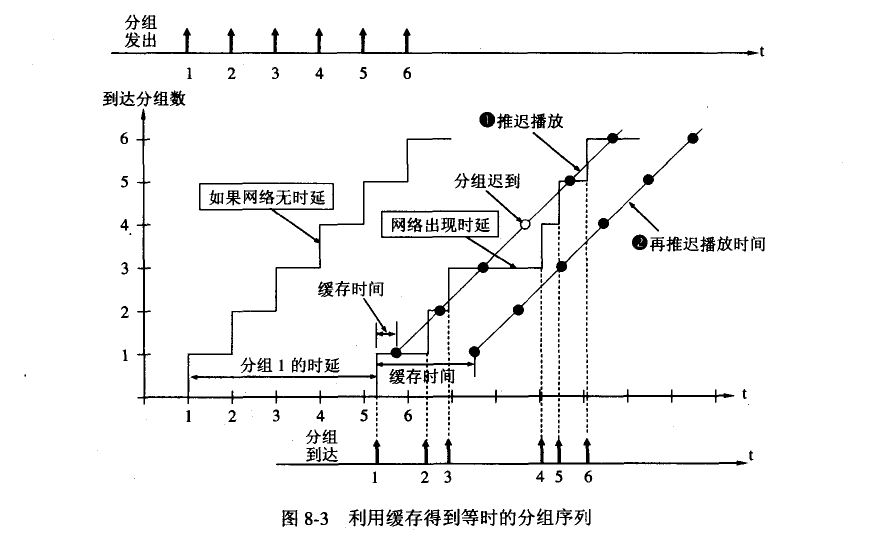 分组
发出
t
1 2 3 4 5 6
到达分组数
6
5
4
3
2
1
❶推迟播放
分组迟到
如果网络无时延
网络出现时延
❷再推迟播放时间
缓存时间
分组 1 的时延
缓存时间
t
1 2 3 4 5 6
分组
到达
t
1 2 3 4 5 6
图 8-3 利用缓存得到等时的分组序列